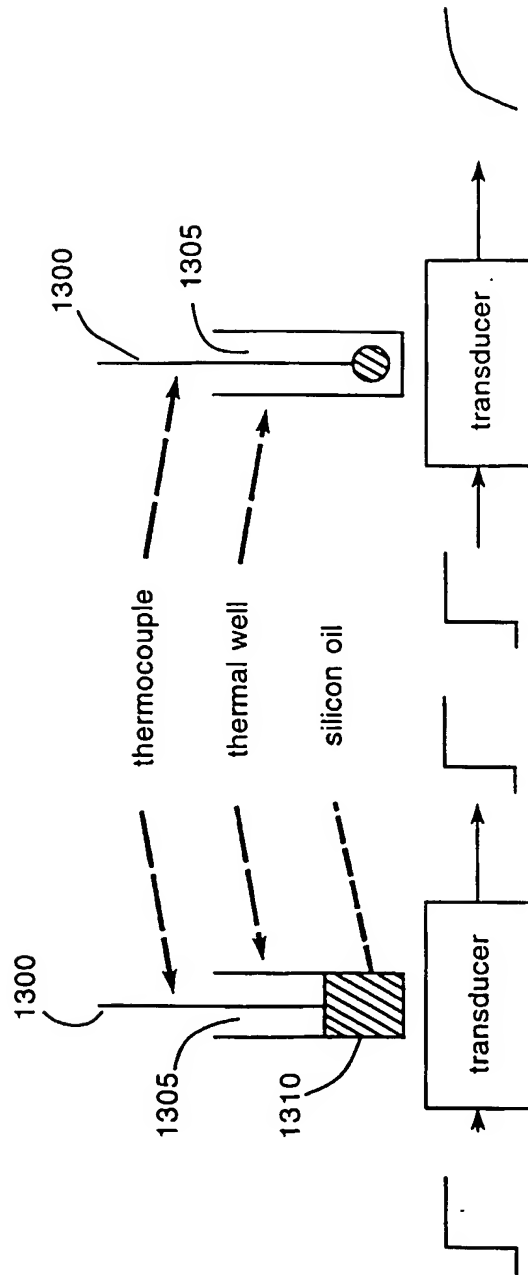 1300
1305
1310
thermocouple
thermal well
silicon oil
1300
1305
transducer
transducer